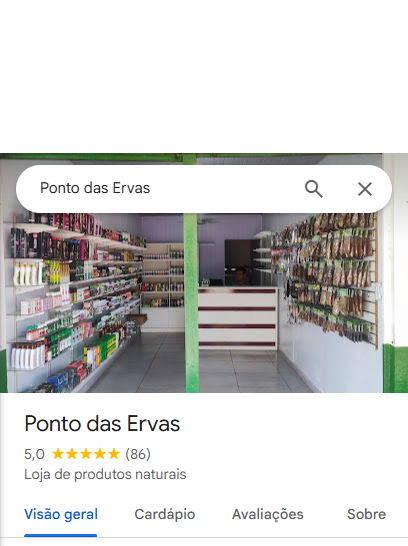 Ponto das Ervas
Ponto das Ervas
5,0 (86)
Loja de produtos naturais
Visão geral Cardápio Avaliações Sobre